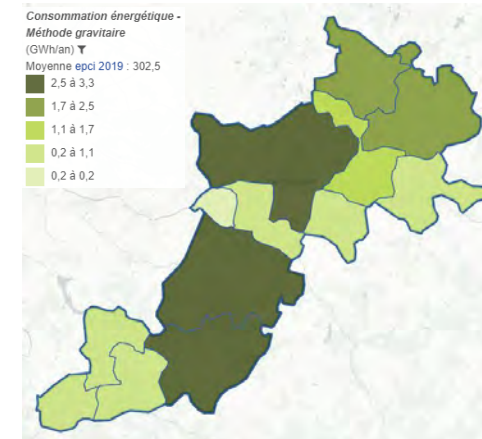 Consommation énergétique -
Méthode gravitaire
(GWh/an)
Moyenne epci 2019 : 302,5
2,5 à 3,3
1,7 à 2,5
1,1 à 1,7
0,2 à 1,1
0,2 à 0,2